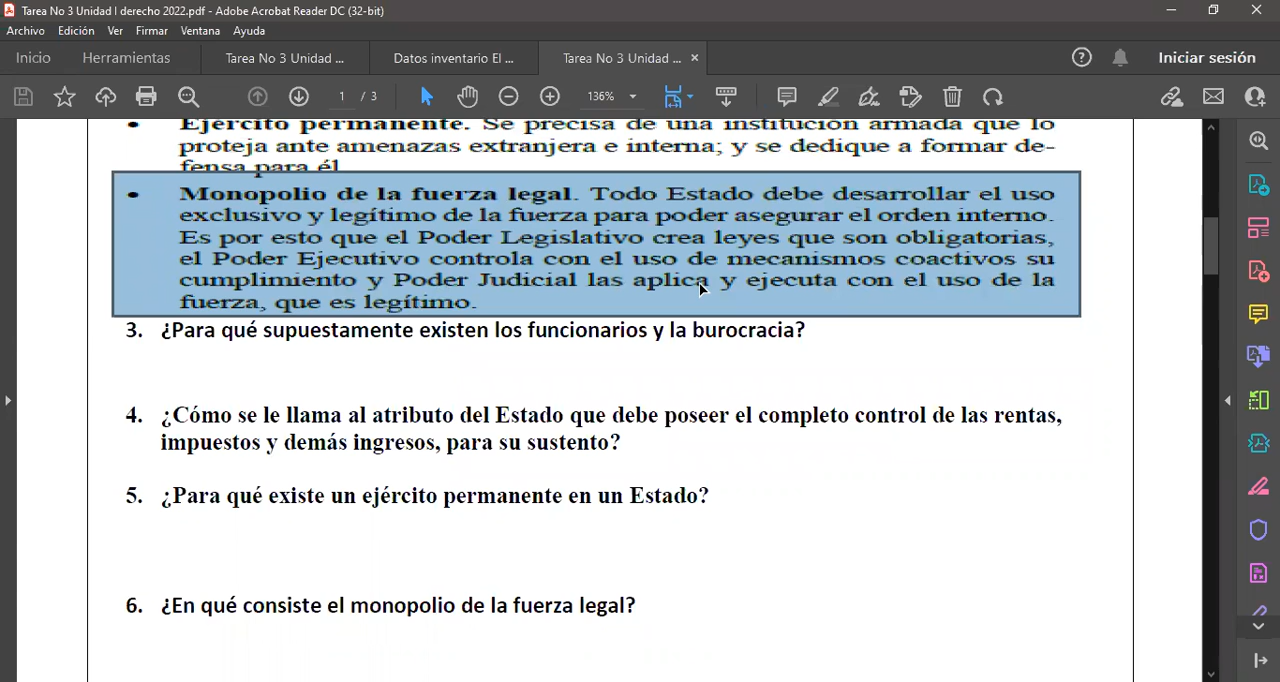 Tarea No 3 Unidad I derecho 2022.pdf - Adobe Acrobat Reader DC (32-bit)
Archivo Edición Ver Firmar Ventana Ayuda
Inicio Herramientas Tarea No 3 Unidad ... Datos inventario El ... Tarea No 3 Unidad ... × Iniciar sesión
1 / 3 136%
• Ejército permanente. Se precisa de una institución armada que lo
proteja ante amenazas extranjera e interna; y se dedique a formar de-
fensa para él
• Monopolio de la fuerza legal. Todo Estado debe desarrollar el uso
exclusivo y legítimo de la fuerza para poder asegurar el orden interno.
Es por esto que el Poder Legislativo crea leyes que son obligatorias,
el Poder Ejecutivo controla con el uso de mecanismos coactivos su
cumplimiento y Poder Judicial las aplica y ejecuta con el uso de la
fuerza, que es legítimo.
3. ¿Para qué supuestamente existen los funcionarios y la burocracia?
4. ¿Cómo se le llama al atributo del Estado que debe poseer el completo control de las rentas,
impuestos y demás ingresos, para su sustento?
5. ¿Para qué existe un ejército permanente en un Estado?
6. ¿En qué consiste el monopolio de la fuerza legal?